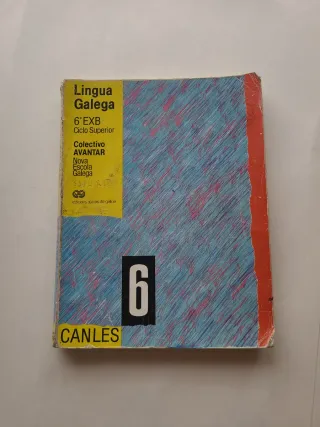 Lingua
Galega
6º EXB
Ciclo Superior
Colectivo
AVANTAR
Nova
Escola
Galega
6
CANLES